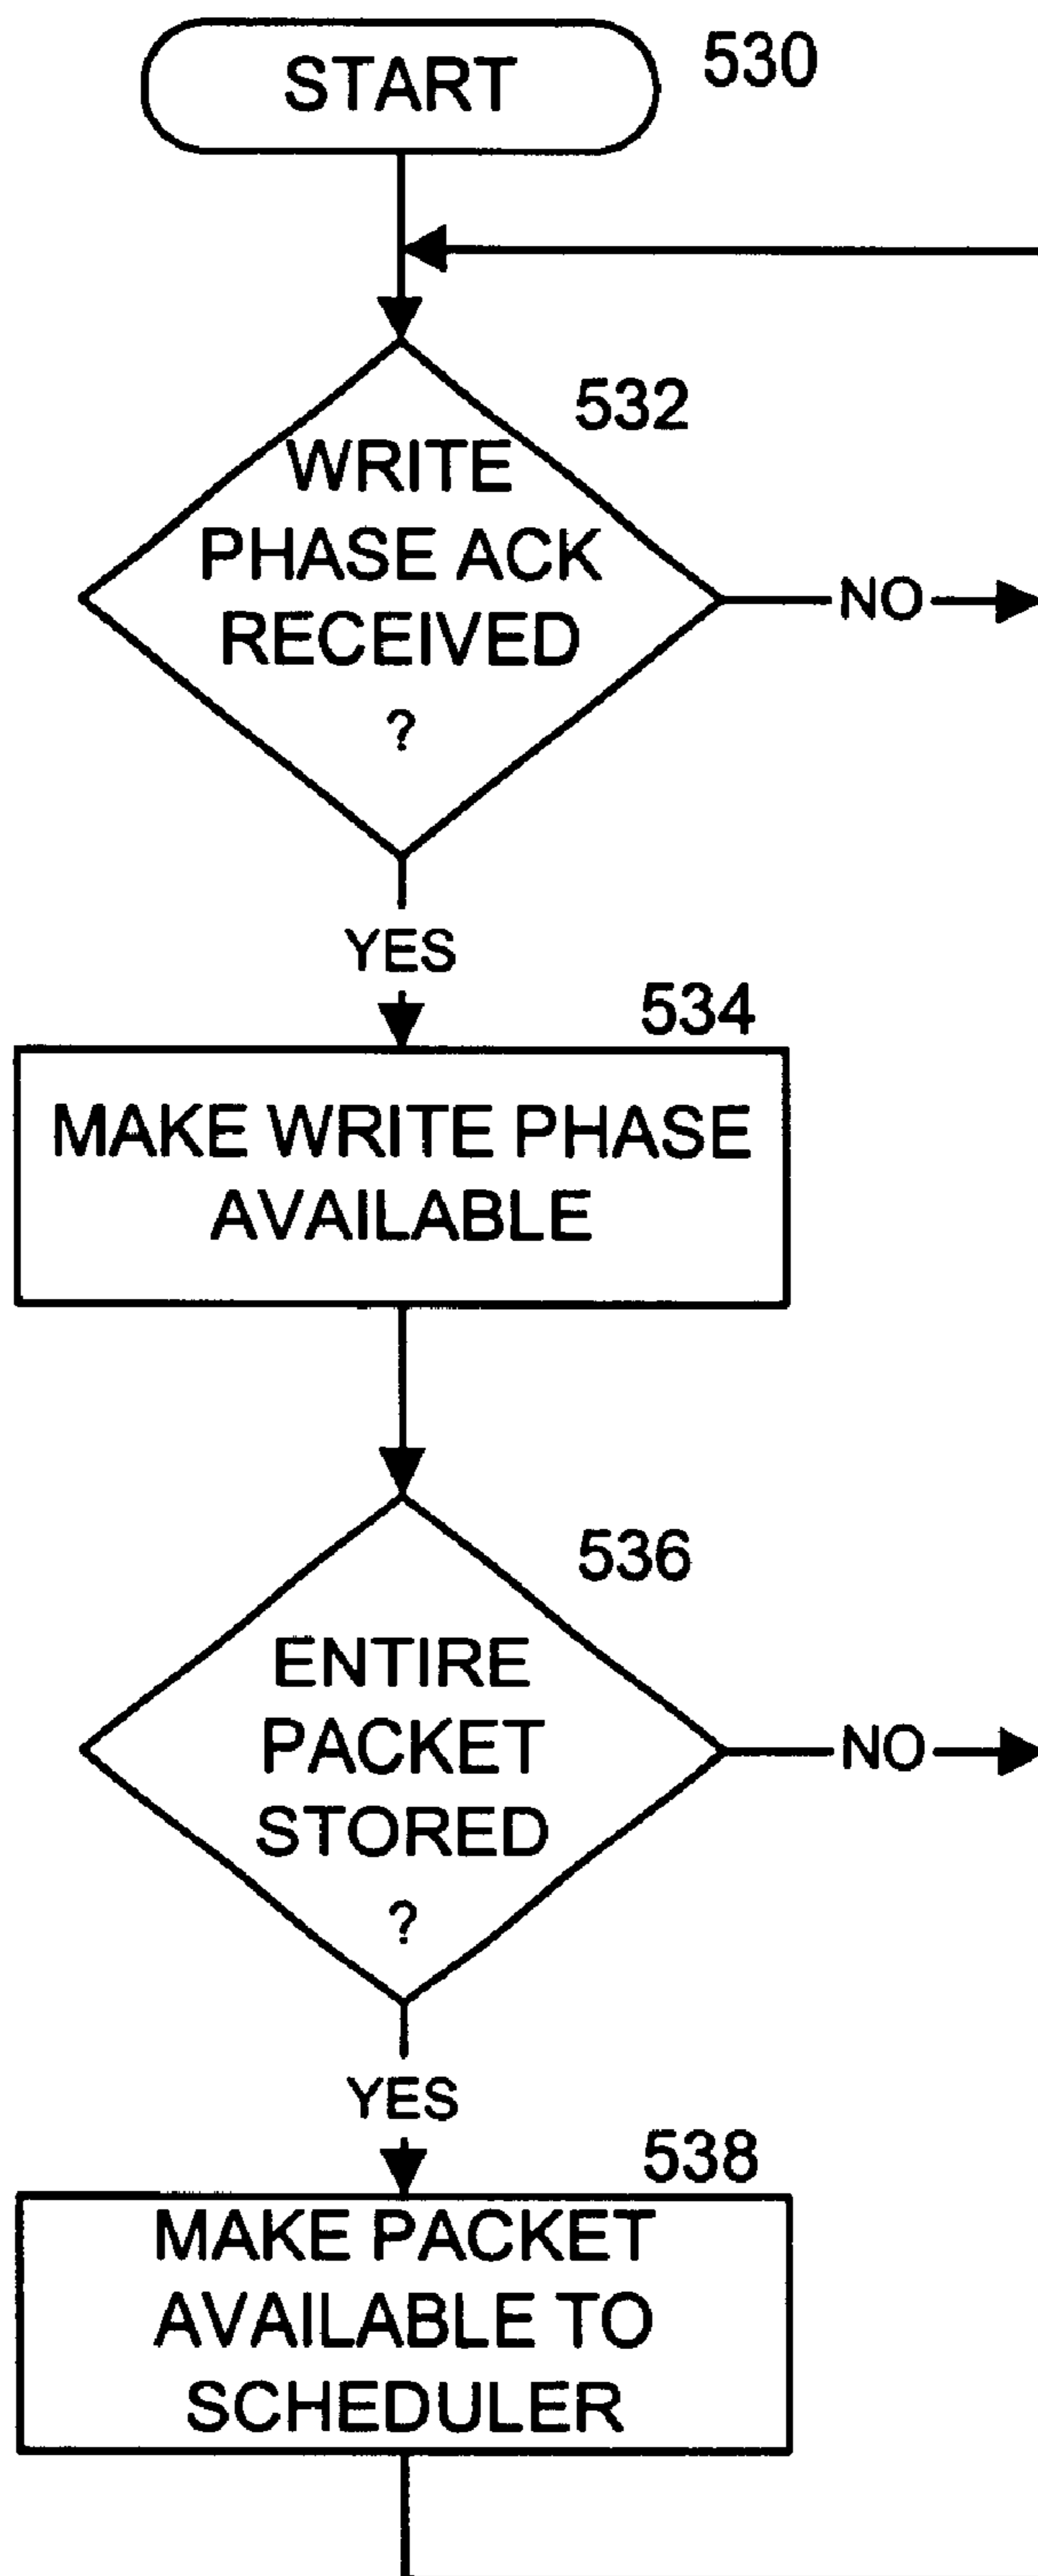 START
530
532
WRITE
PHASE ACK
RECEIVED
?
NO
YES
534
MAKE WRITE PHASE
AVAILABLE
536
ENTIRE
PACKET
STORED
?
NO
YES
538
MAKE PACKET
AVAILABLE TO
SCHEDULER